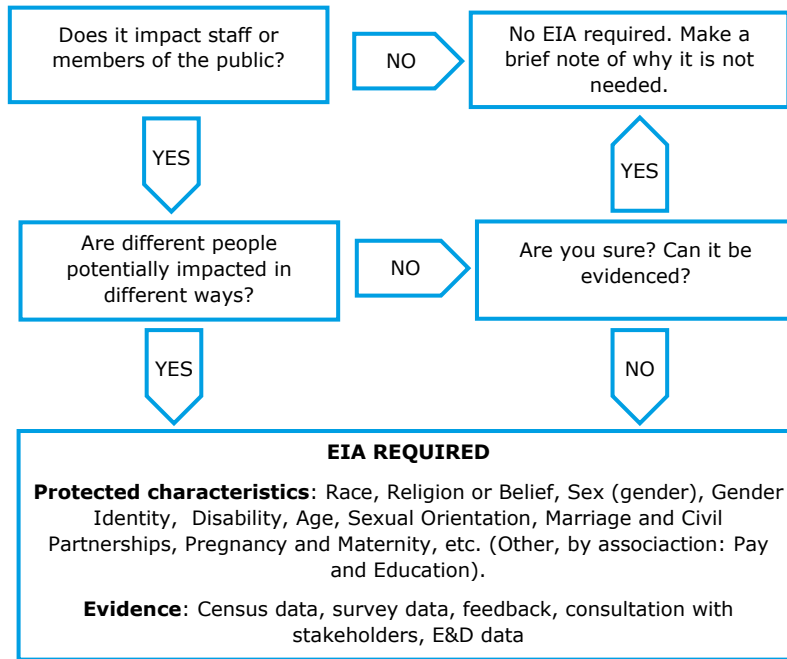 Does it impact staff or
members of the public?
NO
No EIA required. Make a
brief note of why it is not
needed.
YES
YES
Are different people
potentially impacted in
different ways?
NO
Are you sure? Can it be
evidenced?
YES
NO
EIA REQUIRED
Protected characteristics: Race, Religion or Belief, Sex (gender), Gender
Identity, Disability, Age, Sexual Orientation, Marriage and Civil
Partnerships, Pregnancy and Maternity, etc. (Other, by associaction: Pay
and Education).
Evidence: Census data, survey data, feedback, consultation with
stakeholders, E&D data